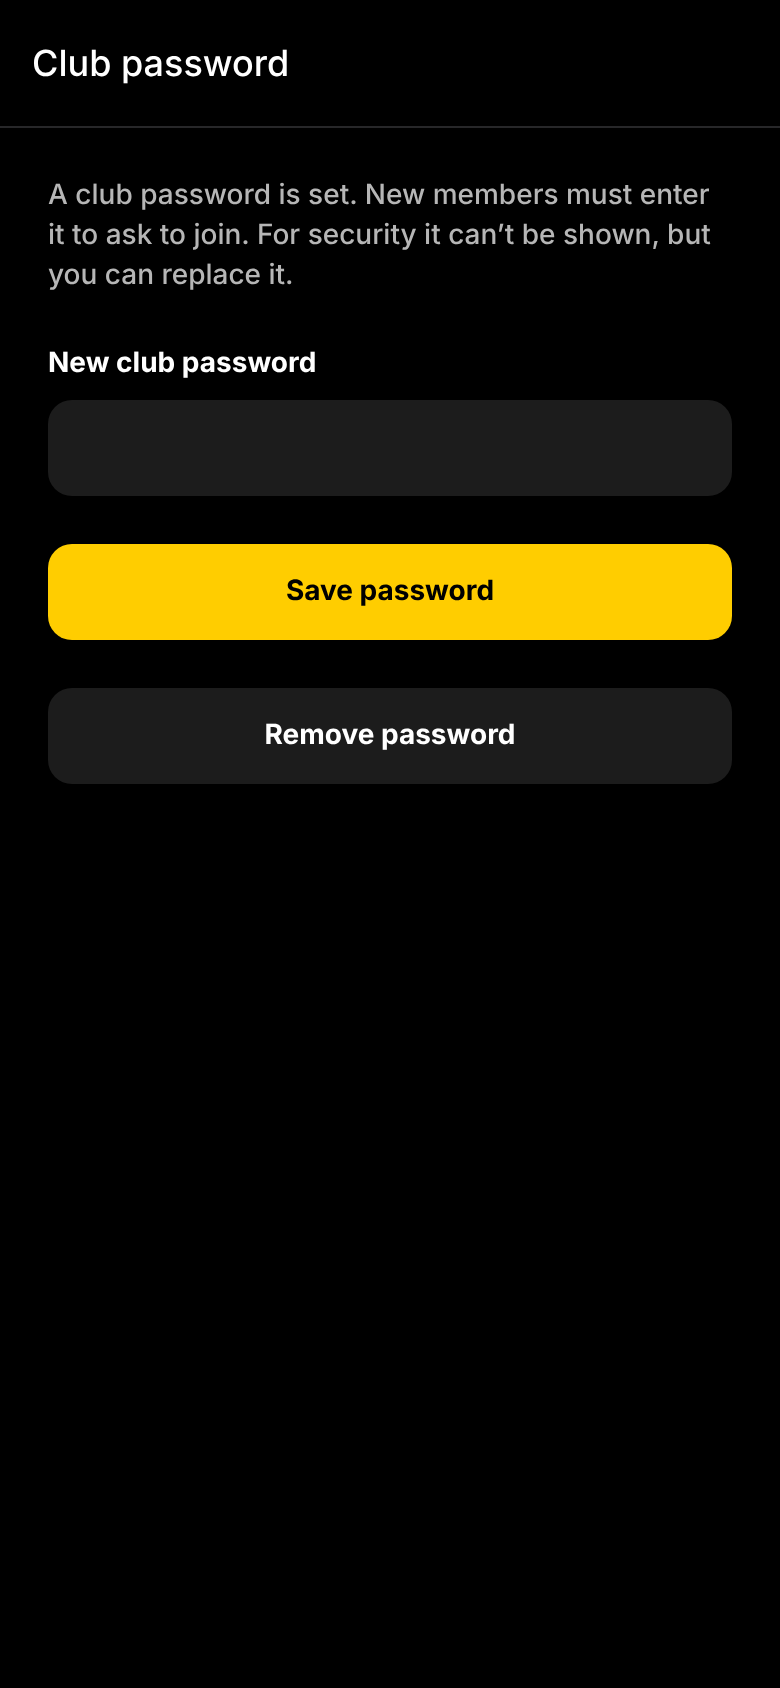 Club password
A club password is set. New members must enter
it to ask to join. For security it can’t be shown, but
you can replace it.
New club password
Save password
Remove password